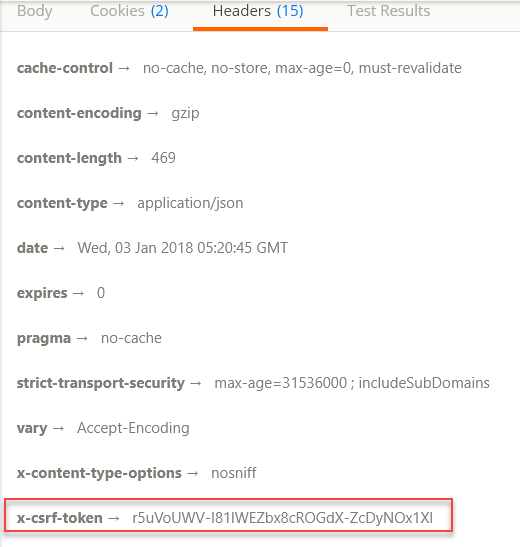 Body Cookies (2) Headers (15) Test Results
cache-control → no-cache, no-store, max-age=0, must-revalidate
content-encoding → gzip
content-length → 469
content-type → application/json
date → Wed, 03 Jan 2018 05:20:45 GMT
expires → 0
pragma → no-cache
strict-transport-security → max-age=31536000 ; includeSubDomains
vary → Accept-Encoding
x-content-type-options → nosniff
x-csrf-token → r5uVoUWV-I81IWEZbx8cROGdX-ZcDyNOx1XI